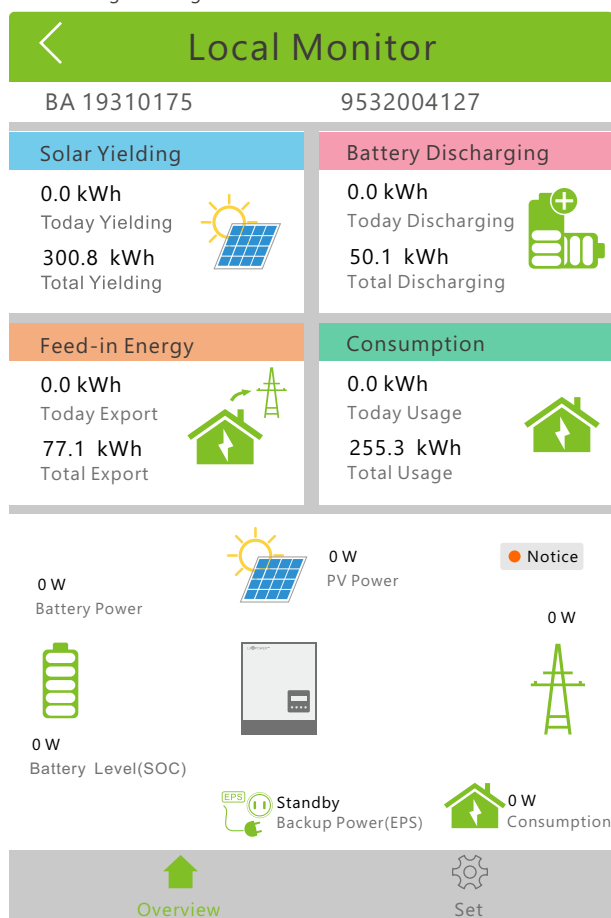 Local Monitor
BA 19310175
9532004127
Solar Yielding
0.0 kWh
Today Yielding
300.8 kWh
Total Yielding
Battery Discharging
0.0 kWh
Today Discharging
50.1 kWh
Total Discharging
Feed-in Energy
0.0 kWh
Today Export
77.1 kWh
Total Export
Consumption
0.0 kWh
Today Usage
255.3 kWh
Total Usage
0 W
PV Power
Notice
0 W
Battery Power
0 W
0 W
Battery Level(SOC)
EPS
Standby
Backup Power(EPS)
0 W
Consumption
Overview
Set